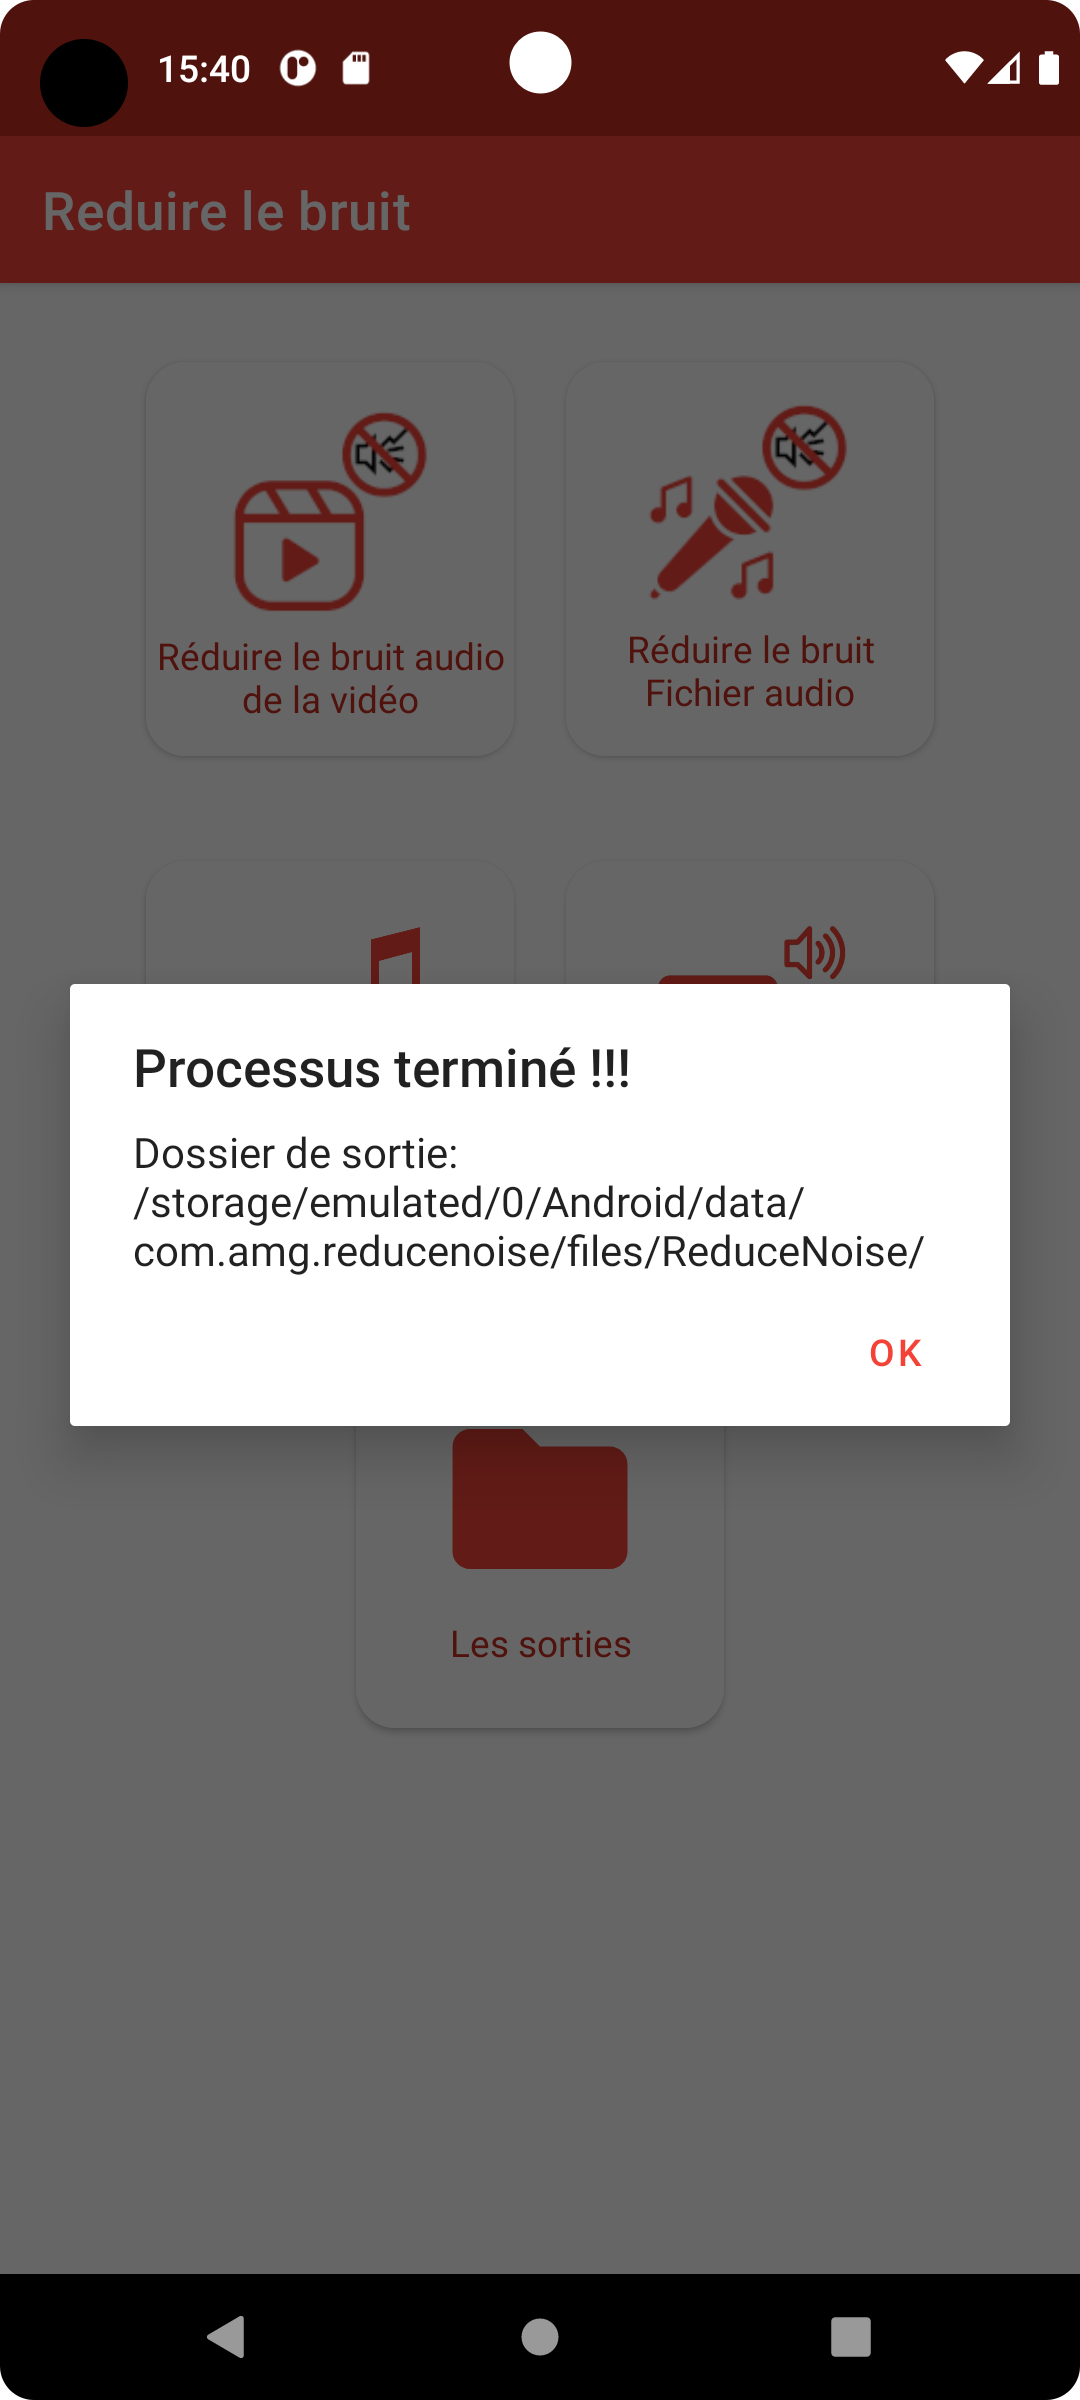 15:40
Reduire le bruit
Réduire le bruit audio
de la vidéo
Réduire le bruit
Fichier audio
Processus terminé !!!
Dossier de sortie:
/storage/emulated/0/Android/data/
com.amg.reducenoise/files/ReduceNoise/
OK
Les sorties